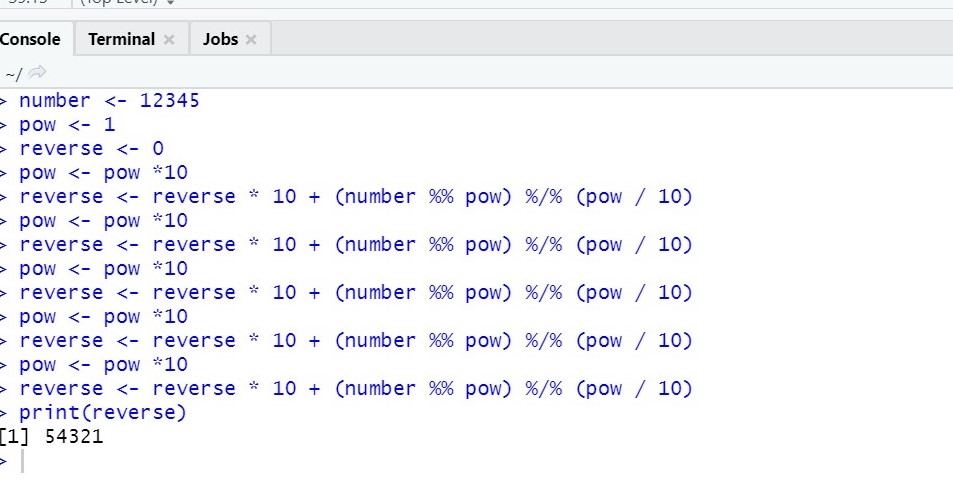 (Top Level)
Console Terminal × Jobs ×
~/
> number <- 12345
> pow <- 1
> reverse <- 0
> pow <- pow *10
> reverse <- reverse * 10 + (number %% pow) %/% (pow / 10)
> pow <- pow *10
> reverse <- reverse * 10 + (number %% pow) %/% (pow / 10)
> pow <- pow *10
> reverse <- reverse * 10 + (number %% pow) %/% (pow / 10)
> pow <- pow *10
> reverse <- reverse * 10 + (number %% pow) %/% (pow / 10)
> pow <- pow *10
> reverse <- reverse * 10 + (number %% pow) %/% (pow / 10)
> print(reverse)
[1] 54321
>